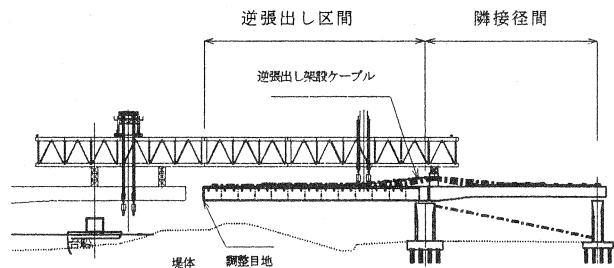 逆張出し区間
隣接径間
逆張出し架設ケーブル
台船
堤体
調整目地